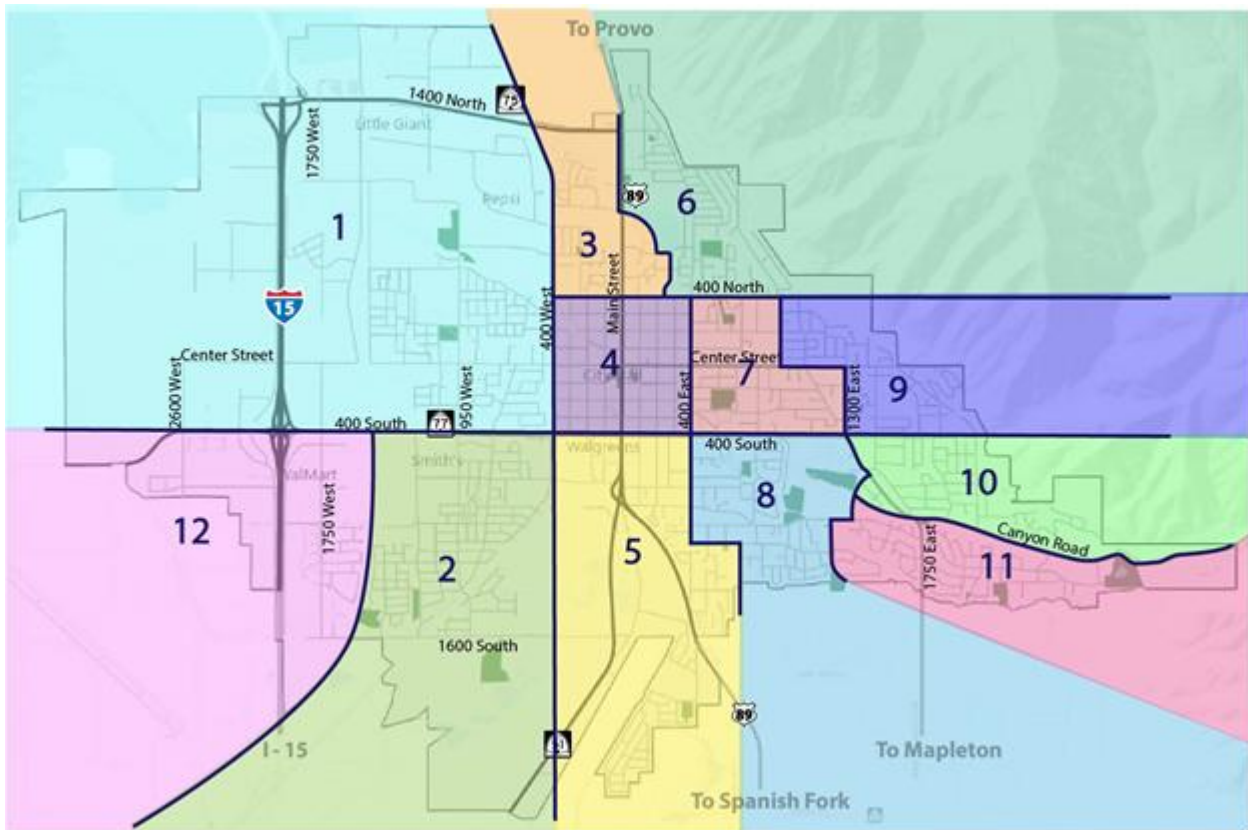 To Provo
1400 North
75
Little Giant
1750 West
Pepsi
89
6
1
3
Main Street
15
400 North
400 West
Center Street
4
Center Street
7
2600 West
950 West
400 East
1300 East
9
400 South
77
400 South
Walgreens
Smith's
WalMart
1750 West
8
10
12
2
5
Canyon Road
1750 East
11
1600 South
89
I - 15
To Mapleton
To Spanish Fork